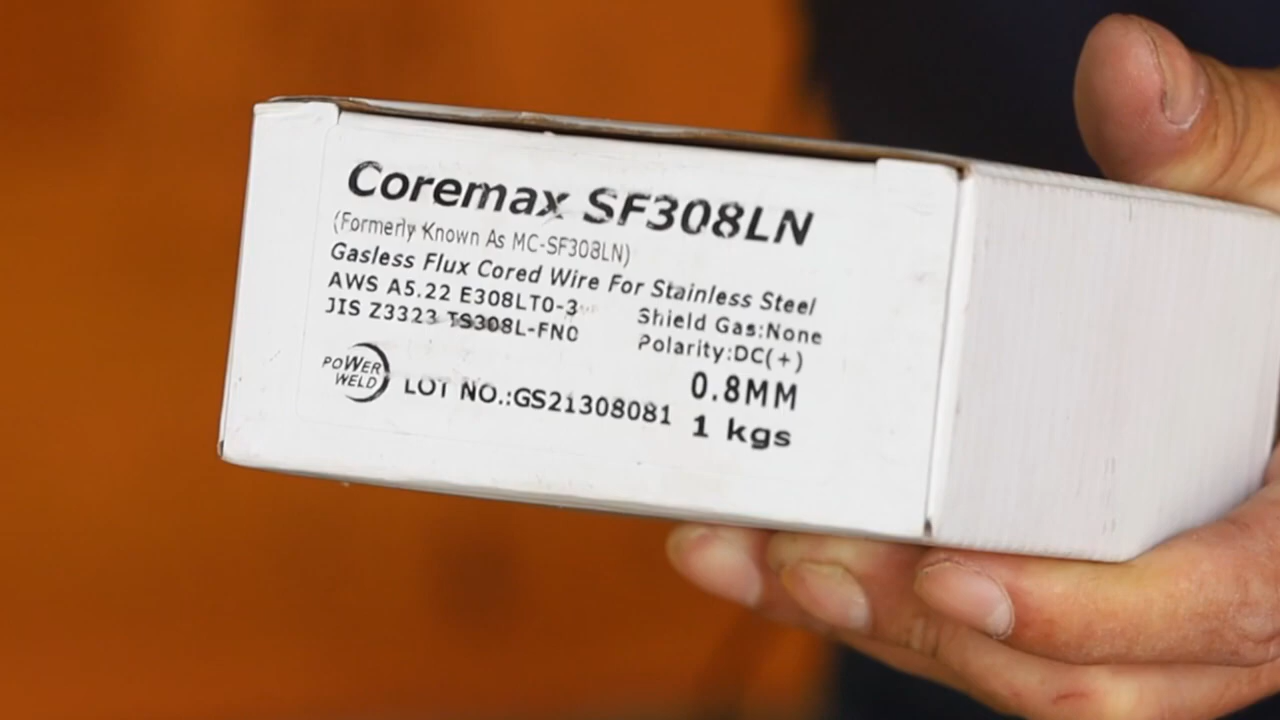 Coremax SF308LN
(Formerly Known As MC-SF308LN)
Gasless Flux Cored Wire For Stainless Steel
AWS A5.22 E308LT0-3
JIS Z3323 TS308L-FN0
Shield Gas:None
Polarity:DC(+)
POWER
WELD
LOT NO.:GS21308081
0.8MM
1 kgs